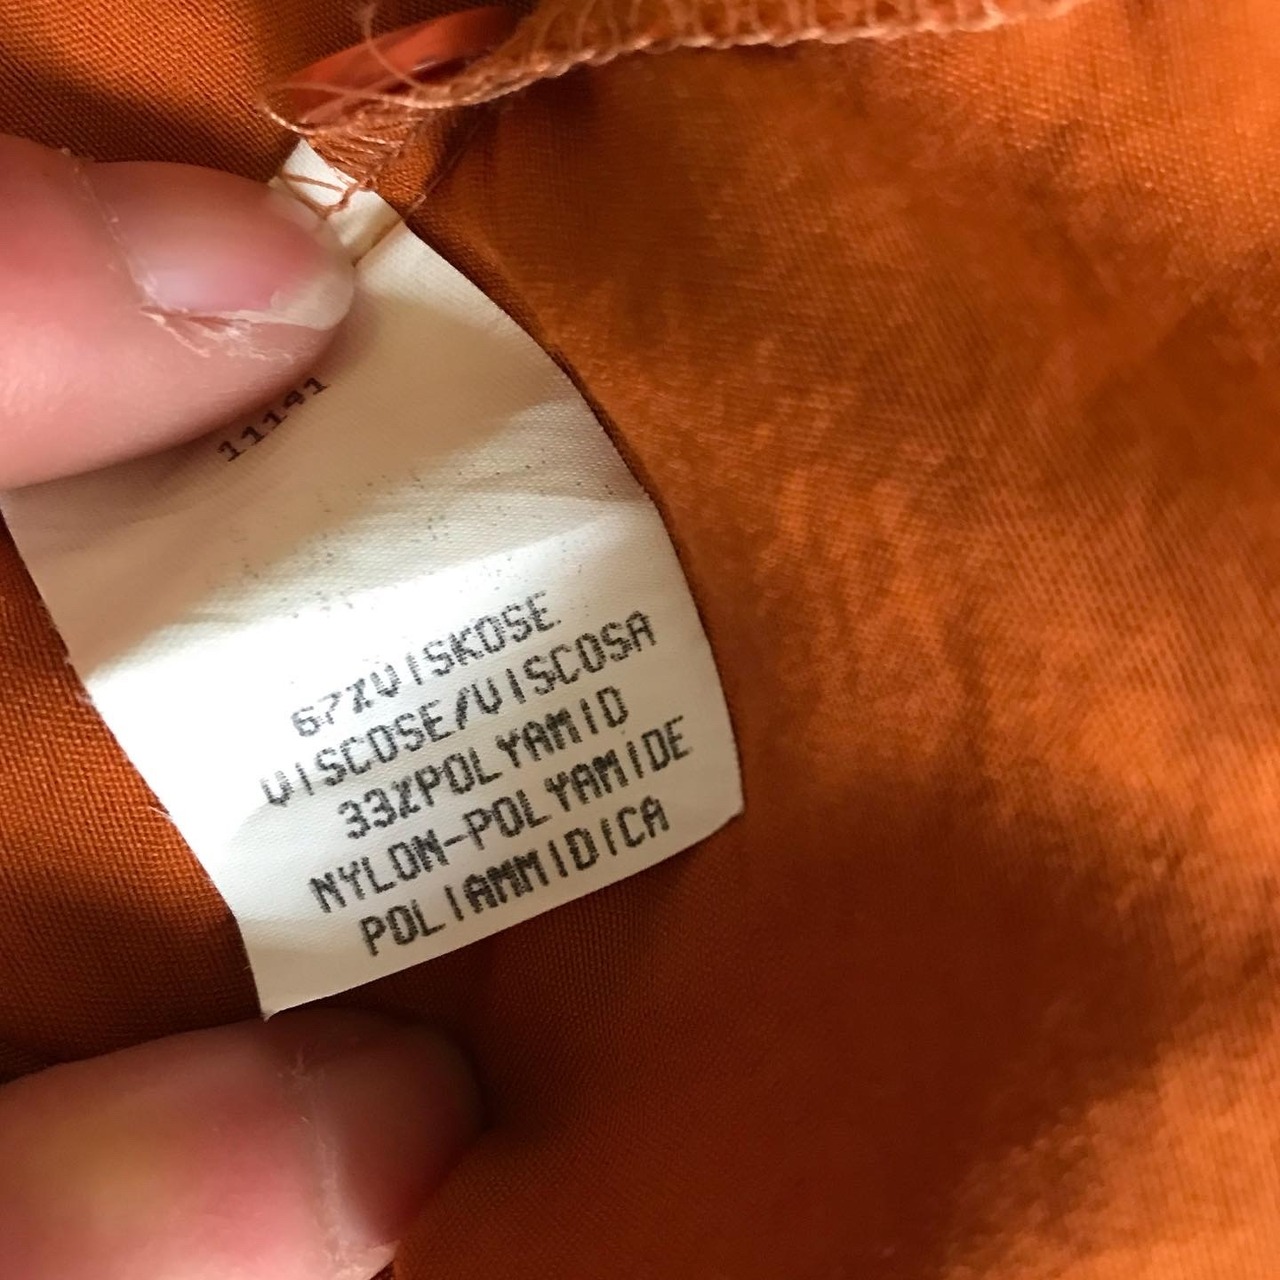 11141
67%VISKOSE
VISCOSE/VISCOSA
33%POLYAMID
NYLON-POLYAMIDE
POLIAMMIDICA